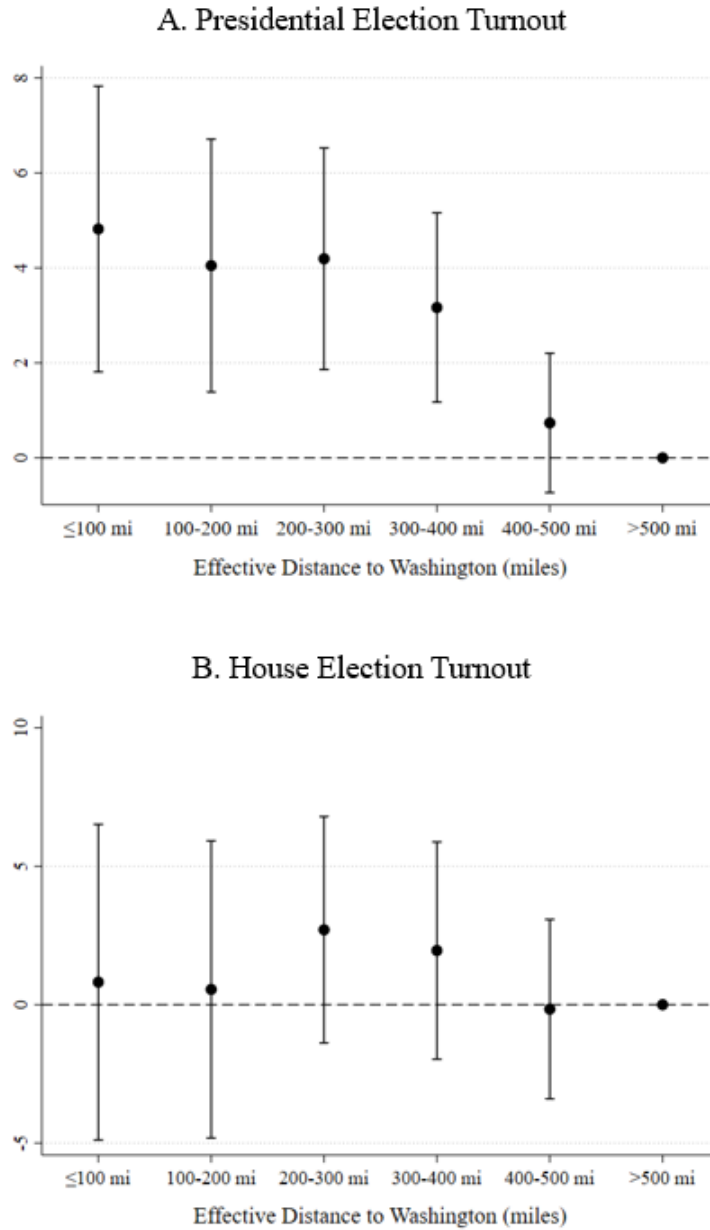 A. Presidential Election Turnout
8
6
4
2
0
≤100 mi 100-200 mi 200-300 mi 300-400 mi 400-500 mi >500 mi
Effective Distance to Washington (miles)
B. House Election Turnout
10
5
0
-5
≤100 mi 100-200 mi 200-300 mi 300-400 mi 400-500 mi >500 mi
Effective Distance to Washington (miles)